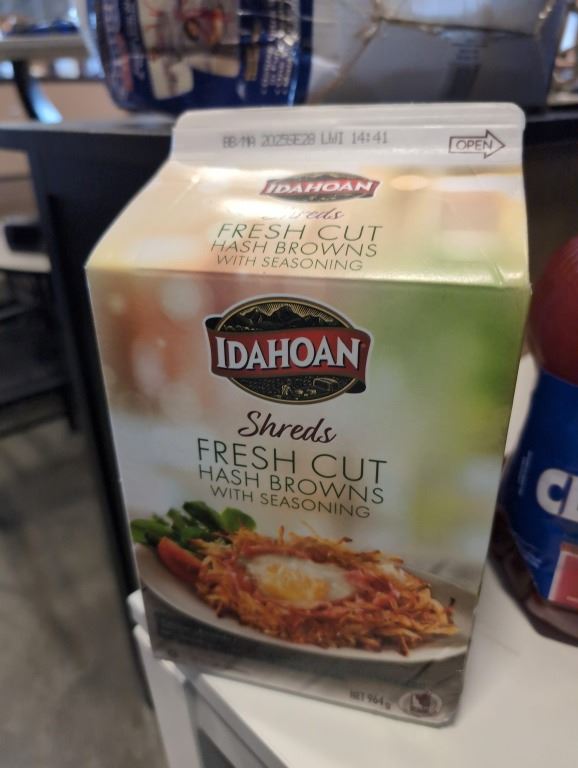 BB/MA 2025SE28 LWI 14:41
OPEN
IDAHOAN
Shreds
FRESH CUT
HASH BROWNS
WITH SEASONING
IDAHOAN
Shreds
FRESH CUT
HASH BROWNS
WITH SEASONING
NET 964 g